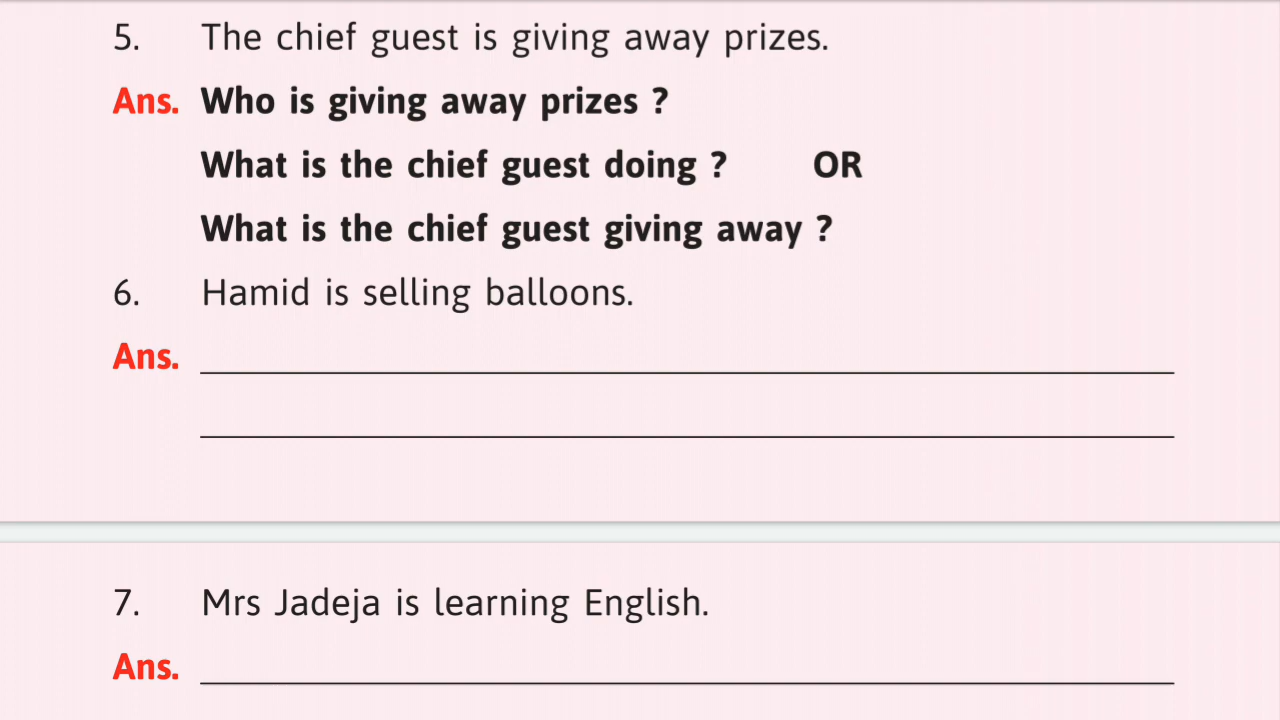 5. The chief guest is giving away prizes.
Ans. Who is giving away prizes ?
What is the chief guest doing ? OR
What is the chief guest giving away ?
6. Hamid is selling balloons.
Ans.
7. Mrs Jadeja is learning English.
Ans.